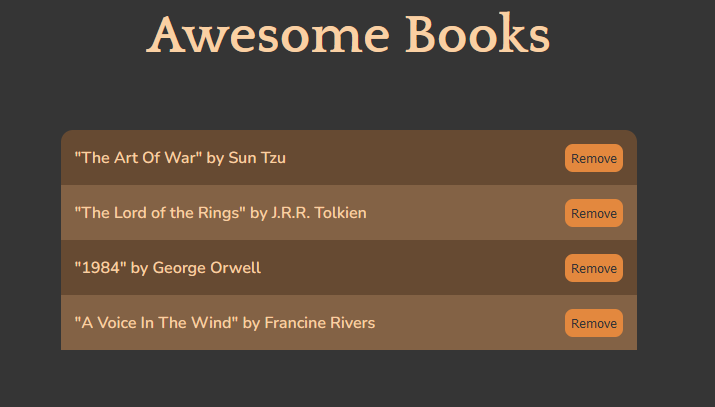 Awesome Books
"The Art Of War" by Sun Tzu
Remove
"The Lord of the Rings" by J.R.R. Tolkien
Remove
"1984" by George Orwell
Remove
"A Voice In The Wind" by Francine Rivers
Remove